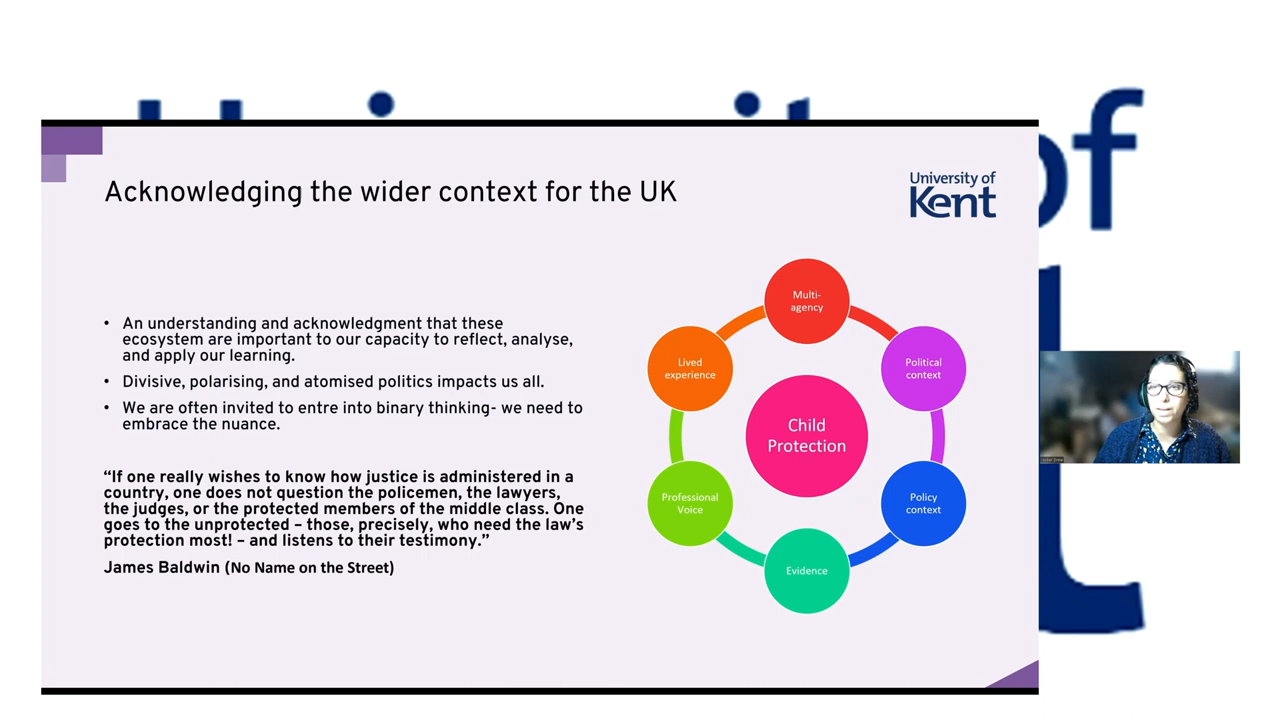 Acknowledging the wider context for the UK
University of
Kent
• An understanding and acknowledgment that these
ecosystem are important to our capacity to reflect, analyse,
and apply our learning.
• Divisive, polarising, and atomised politics impacts us all.
• We are often invited to entre into binary thinking- we need to
embrace the nuance.
“If one really wishes to know how justice is administered in a
country, one does not question the policemen, the lawyers,
the judges, or the protected members of the middle class. One
goes to the unprotected – those, precisely, who need the law’s
protection most! – and listens to their testimony.”
James Baldwin (No Name on the Street)
Multi-
agency
Political
context
Policy
context
Evidence
Professional
Voice
Lived
experience
Child
Protection
of